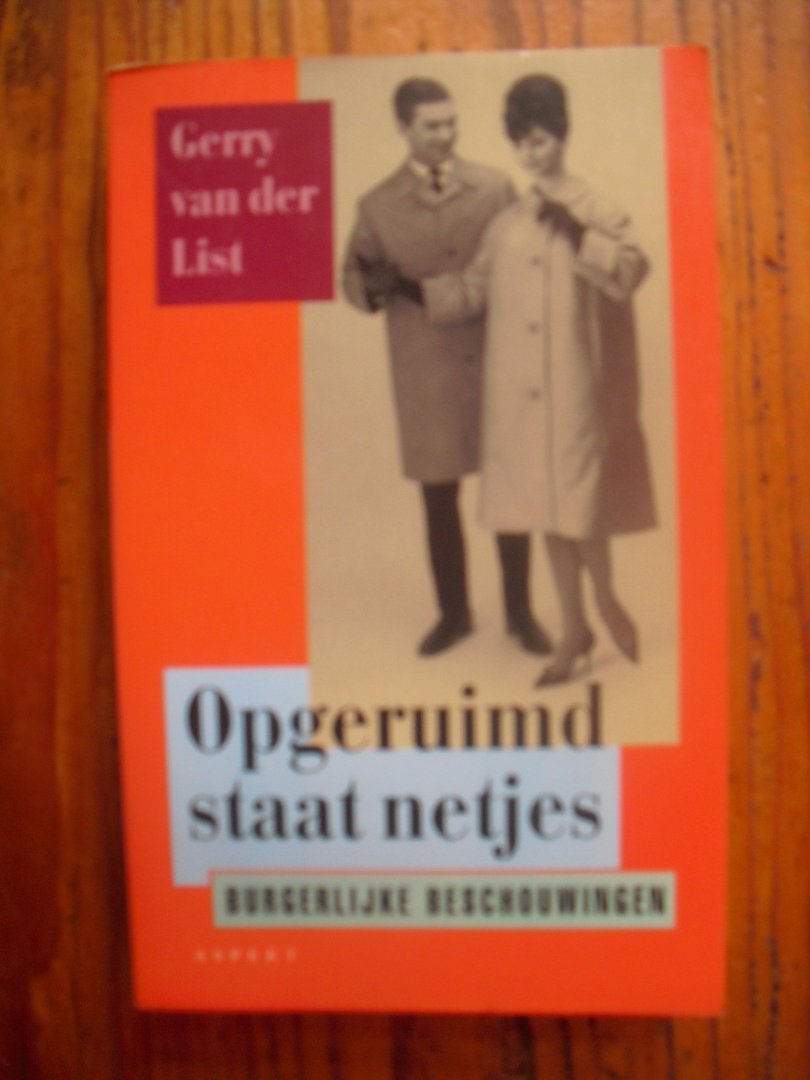 Gerry
van der
List
Opgeruimd
staat netjes
BURGERLIJKE BESCHOUWINGEN
ASPEKT